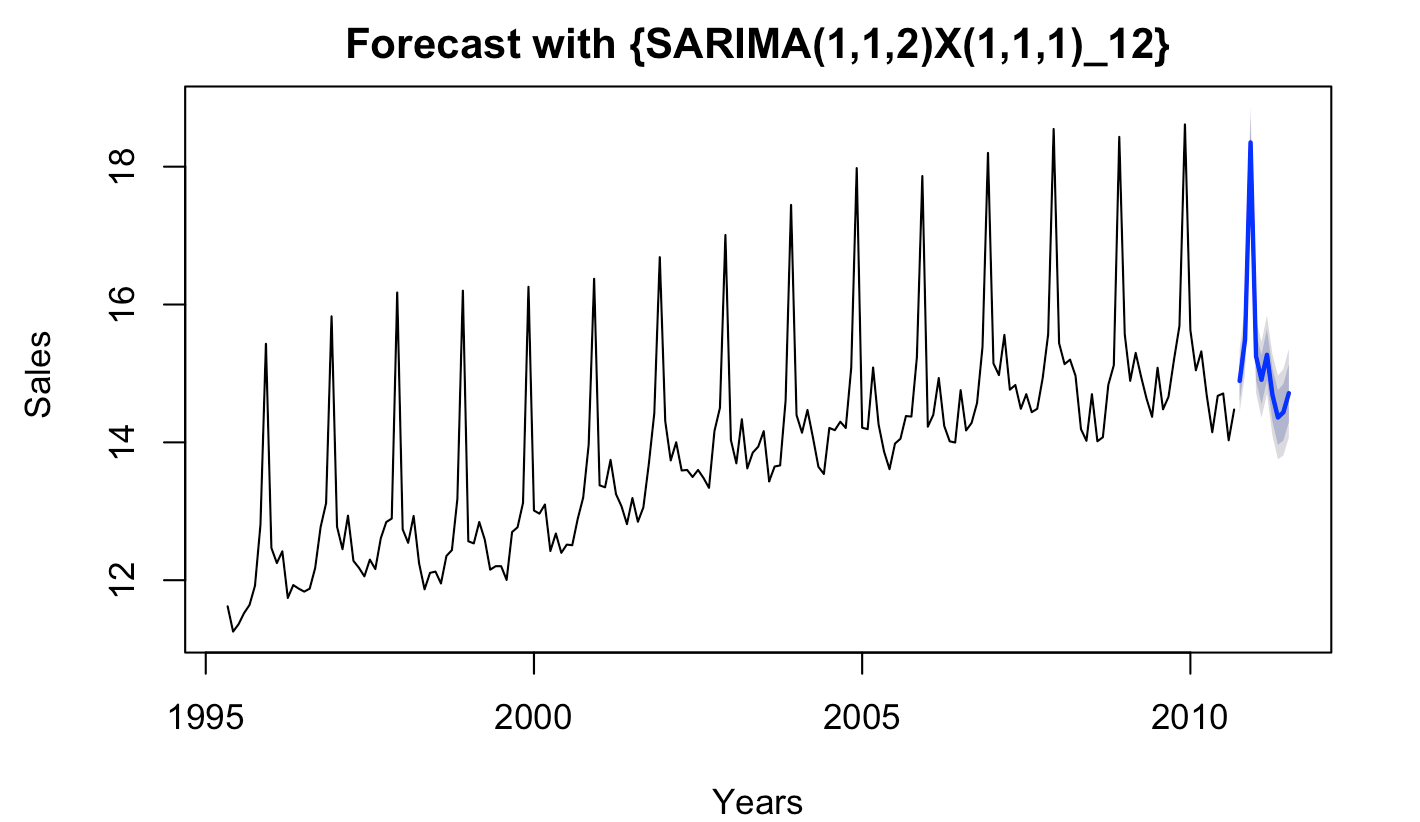 Forecast with {SARIMA(1,1,2)X(1,1,1)_12}
18
16
14
12
Sales
1995 2000 2005 2010
Years